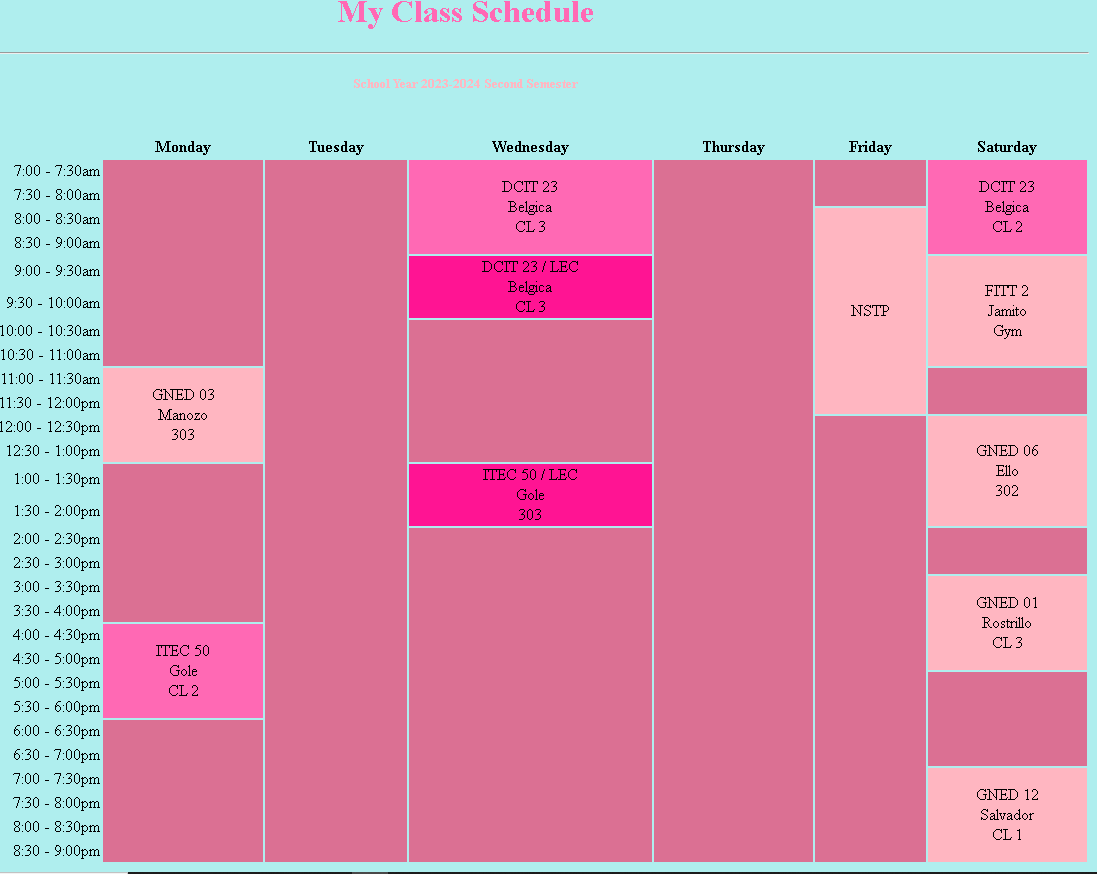 My Class Schedule
School Year 2023-2024 Second Semester
Monday Tuesday Wednesday Thursday Friday Saturday
7:00 - 7:30am
7:30 - 8:00am
8:00 - 8:30am
8:30 - 9:00am
9:00 - 9:30am
9:30 - 10:00am
10:00 - 10:30am
10:30 - 11:00am
11:00 - 11:30am
11:30 - 12:00pm
12:00 - 12:30pm
12:30 - 1:00pm
1:00 - 1:30pm
1:30 - 2:00pm
2:00 - 2:30pm
2:30 - 3:00pm
3:00 - 3:30pm
3:30 - 4:00pm
4:00 - 4:30pm
4:30 - 5:00pm
5:00 - 5:30pm
5:30 - 6:00pm
6:00 - 6:30pm
6:30 - 7:00pm
7:00 - 7:30pm
7:30 - 8:00pm
8:00 - 8:30pm
8:30 - 9:00pm
GNED 03
Manozo
303
ITEC 50
Gole
CL 2
DCIT 23
Belgica
CL 3
DCIT 23 / LEC
Belgica
CL 3
ITEC 50 / LEC
Gole
303
NSTP
DCIT 23
Belgica
CL 2
FITT 2
Jamito
Gym
GNED 06
Ello
302
GNED 01
Rostrillo
CL 3
GNED 12
Salvador
CL 1